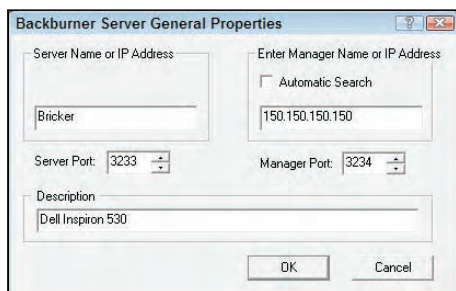 Backburner Server General Properties
Server Name or IP Address
Bricker
Enter Manager Name or IP Address
Automatic Search
150.150.150.150
Server Port: 3233
Manager Port: 3234
Description
Dell Inspiron 530
OK
Cancel